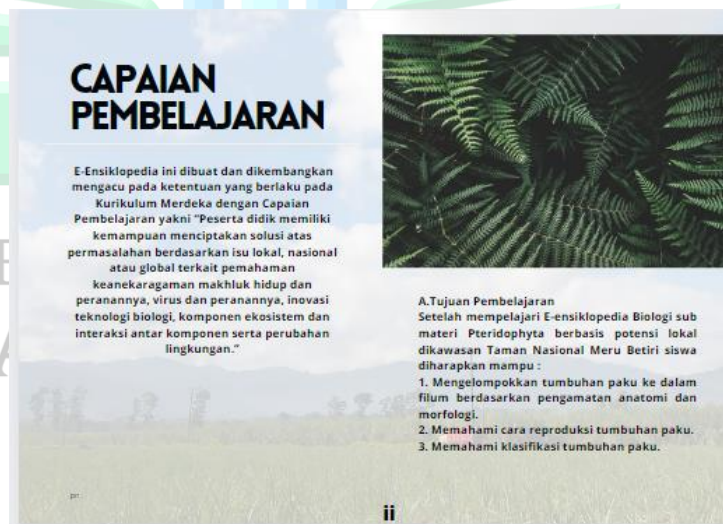 CAPAIAN
PEMBELAJARAN
E-Ensiklopedia ini dibuat dan dikembangkan
mengacu pada ketentuan yang berlaku pada
Kurikulum Merdeka dengan Capaian
Pembelajaran yakni "Peserta didik memiliki
kemampuan menciptakan solusi atas
permasalahan berdasarkan isu lokal, nasional
atau global terkait pemahaman
keanekaragaman makhluk hidup dan
peranannya, virus dan peranannya, inovasi
teknologi biologi, komponen ekosistem dan
interaksi antar komponen serta perubahan
lingkungan."
A.Tujuan Pembelajaran
Setelah mempelajari E-ensiklopedia Biologi sub
materi Pteridophyta berbasis potensi lokal
dikawasan Taman Nasional Meru Betiri siswa
diharapkan mampu :
1. Mengelompokkan tumbuhan paku ke dalam
filum berdasarkan pengamatan anatomi dan
morfologi.
2. Memahami cara reproduksi tumbuhan paku.
3. Memahami klasifikasi tumbuhan paku.
ii